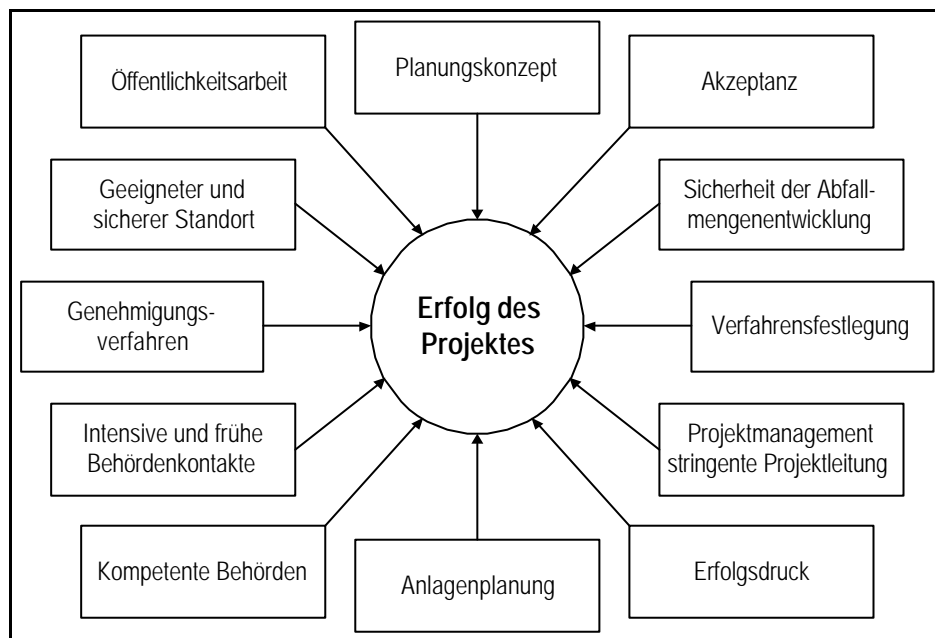 Öffentlichkeitsarbeit
Planungskonzept
Akzeptanz
Geeigneter und
sicherer Standort
Sicherheit der Abfall-
mengenentwicklung
Genehmigungs-
verfahren
Erfolg des
Projektes
Verfahrensfestlegung
Intensive und frühe
Behördenkontakte
Projektmanagement
stringente Projektleitung
Kompetente Behörden
Anlagenplanung
Erfolgsdruck